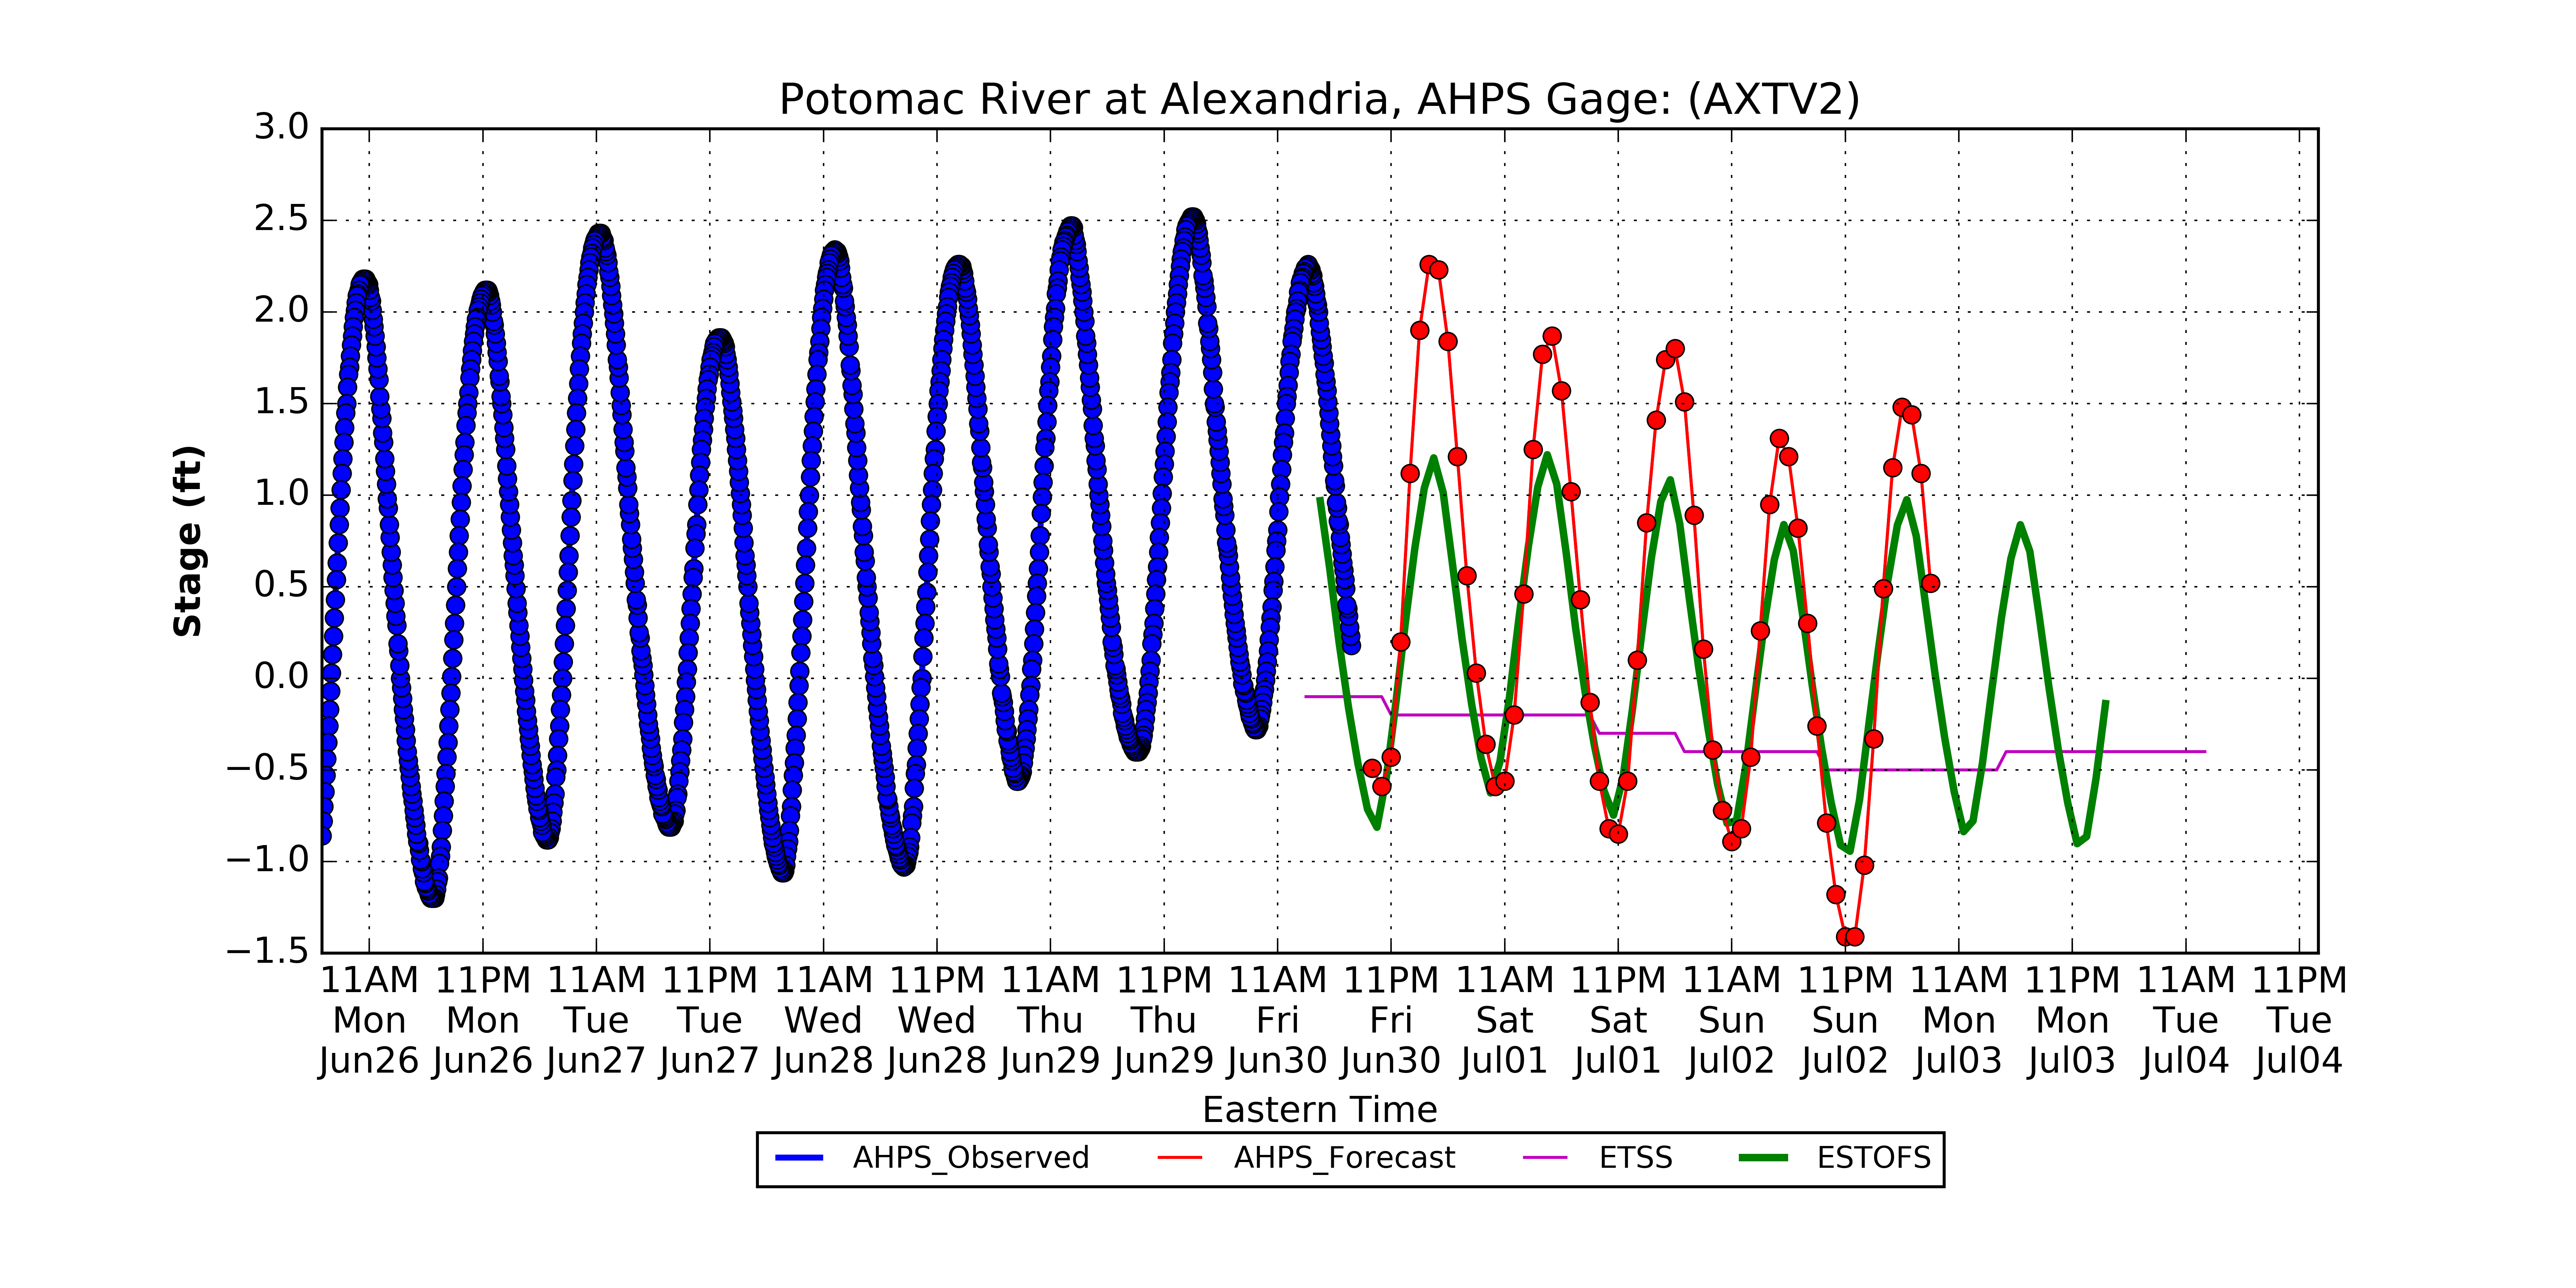 Potomac River at Alexandria, AHPS Gage: (AXTV2)
3.0
2.5
2.0
1.5
1.0
0.5
0.0
−0.5
−1.0
−1.5
Stage (ft)
11AM 11PM 11AM 11PM 11AM 11PM 11AM 11PM 11AM 11PM 11AM 11PM 11AM 11PM 11AM 11PM 11AM 11PM
Mon Mon Tue Tue Wed Wed Thu Thu Fri Fri Sat Sat Sun Sun Mon Mon Tue Tue
Jun26 Jun26 Jun27 Jun27 Jun28 Jun28 Jun29 Jun29 Jun30 Jun30 Jul01 Jul01 Jul02 Jul02 Jul03 Jul03 Jul04 Jul04
Eastern Time
AHPS_Observed AHPS_Forecast ETSS ESTOFS